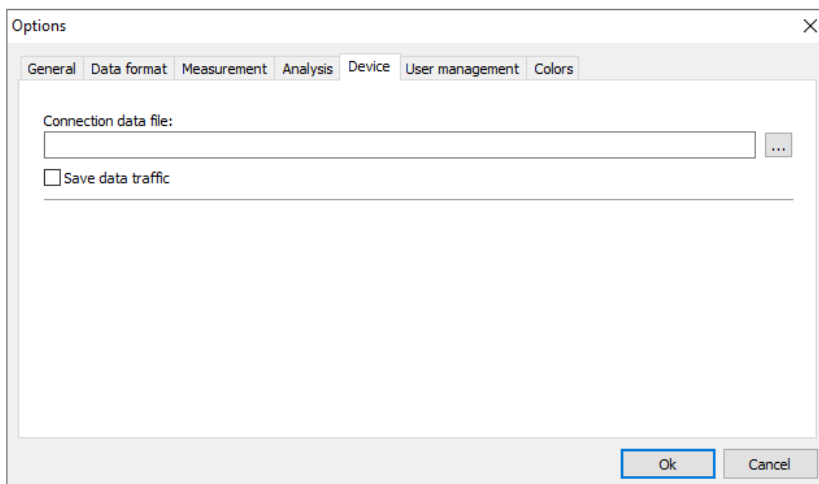 Options
General Data format Measurement Analysis Device User management Colors
Connection data file:
...
Save data traffic
Ok Cancel